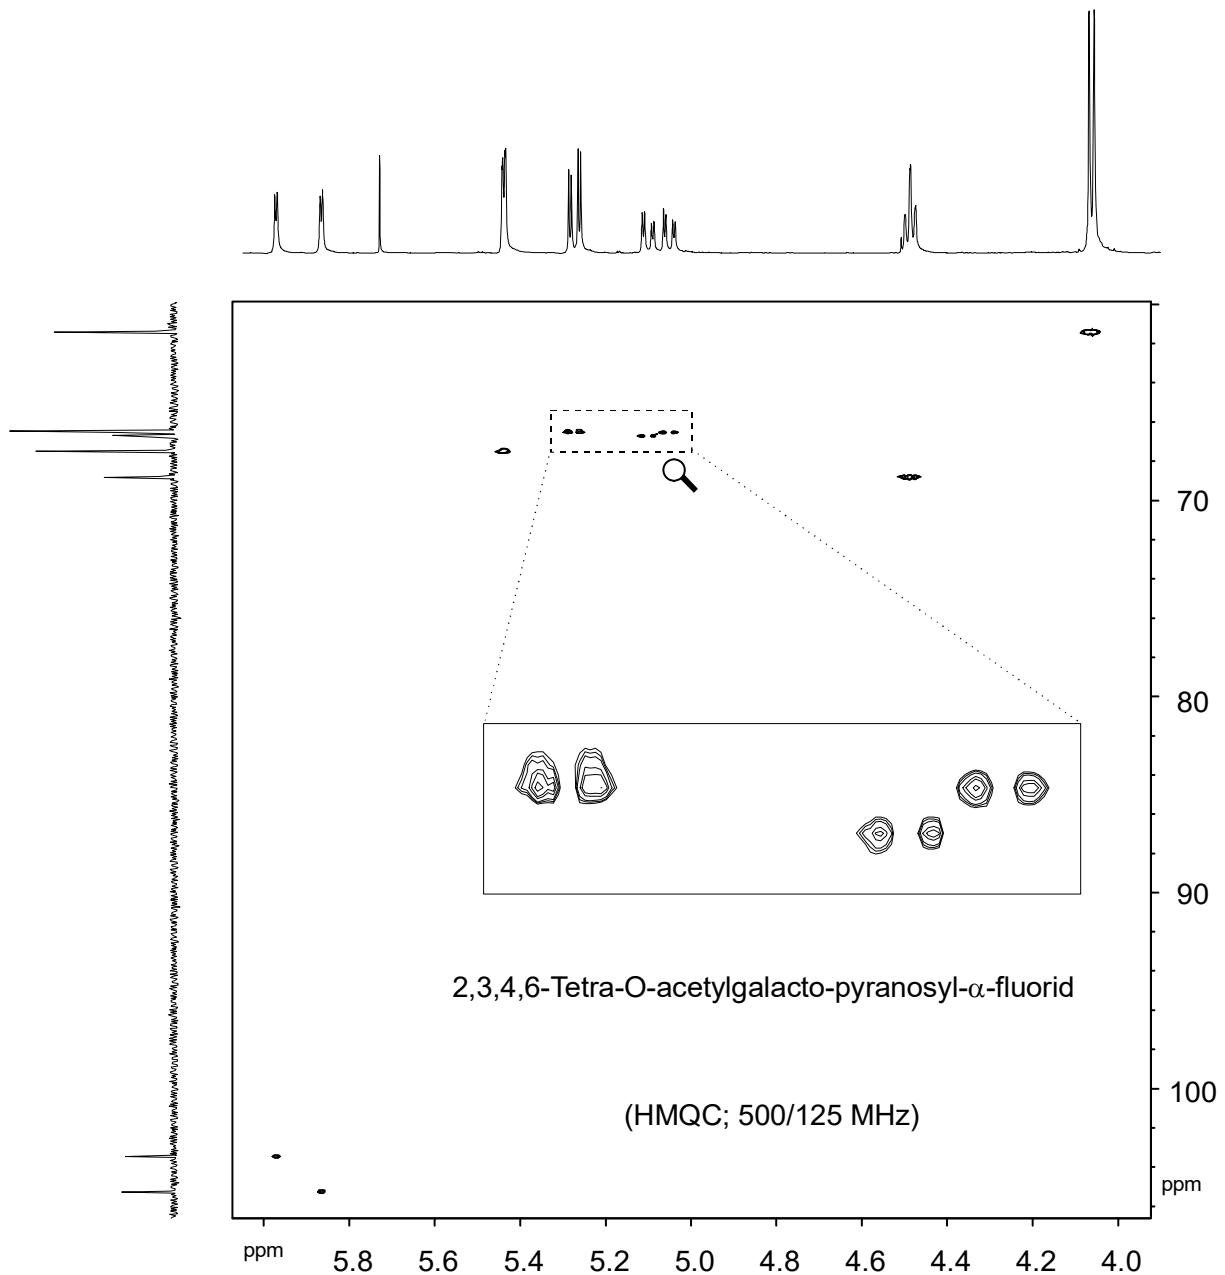 70
80
90
2,3,4,6-Tetra-O-acetylgalacto-pyranosyl-α-fluorid
100
(HMQC; 500/125 MHz)
ppm
ppm 5.8 5.6 5.4 5.2 5.0 4.8 4.6 4.4 4.2 4.0